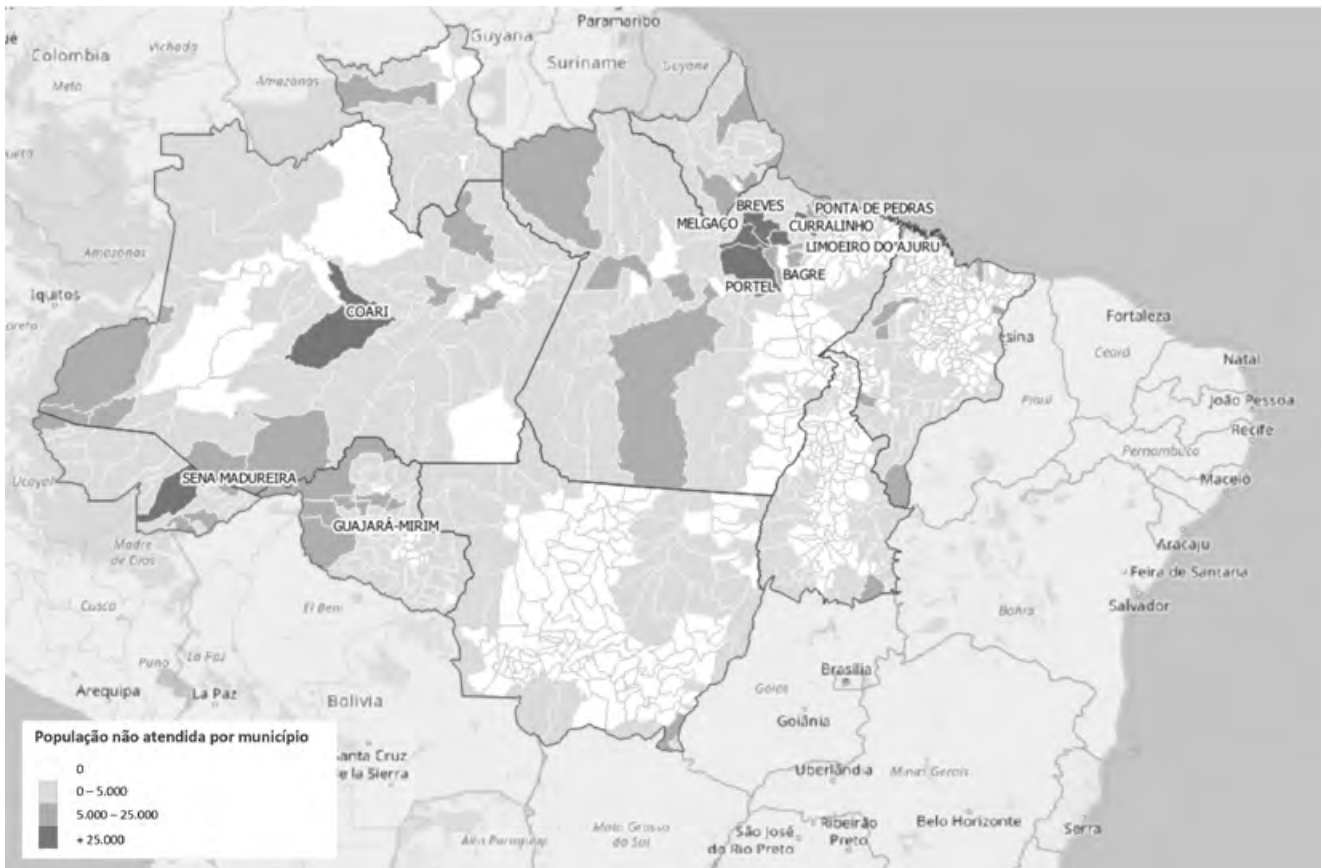 Paramaribo
Guyana
Colombia
Vichada
Suriname
Guyane
Meta
Amazonas
BREVES
PONTA DE PEDRAS
MELGAÇO
CURRALINHO
LIMOEIRO DO AJURU
Amazonas
BAGRE
PORTEL
Iquitos
COARI
Fortaleza
esina
Ceará
Natal
Piauí
João Pessoa
Recife
Pernambuco
Ucayali
SENA MADUREIRA
Maceió
GUAJARÁ-MIRIM
Madre
de Dios
Aracaju
Feira de Santana
Cusco
El Beni
Bahia
Salvador
Puno
La Paz
Brasília
Arequipa
La Paz
Goiás
Bolivia
Goiânia
População não atendida por município
anta Cruz
e la Sierra
0
0 – 5.000
5.000 – 25.000
+ 25.000
Uberlândia
Minas Gerais
Alto Paraguay
Mato Grosso
do Sul
São José
do Rio Preto
Ribeirão
Preto
Belo Horizonte
Serra